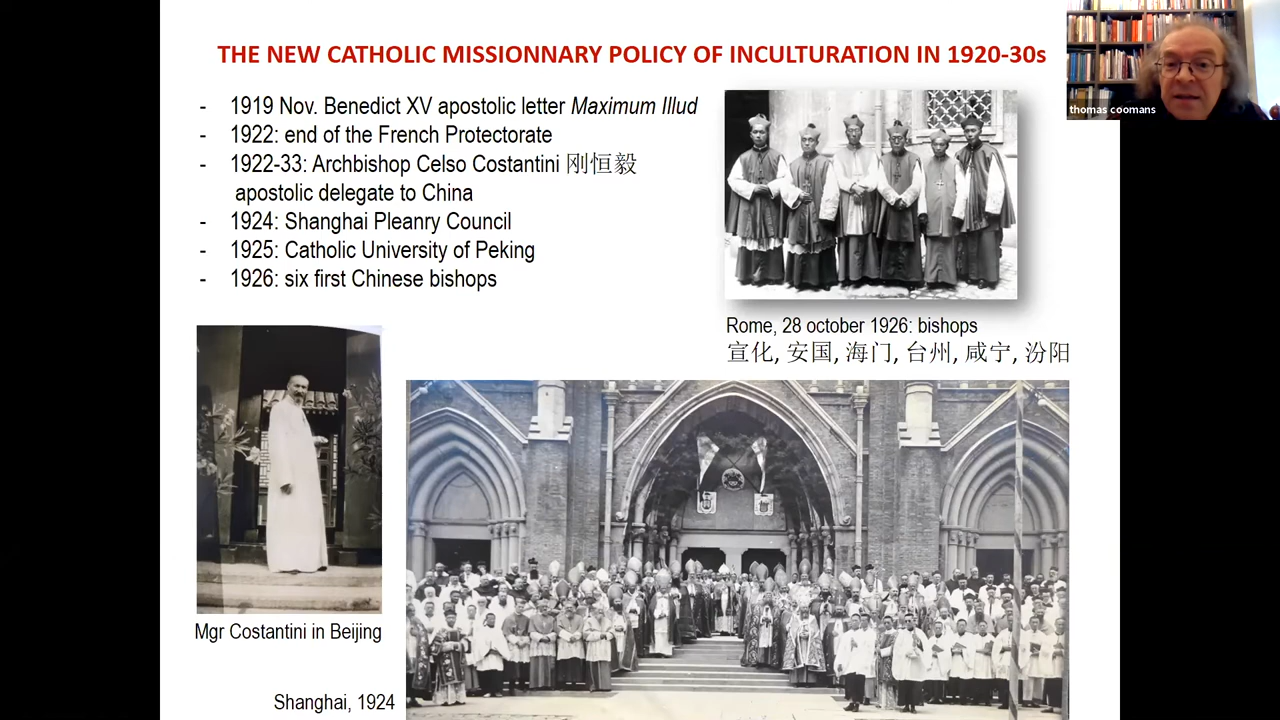 THE NEW CATHOLIC MISSIONNARY POLICY OF INCULTURATION IN 1920-30s
thomas coomans
- 1919 Nov. Benedict XV apostolic letter Maximum Illud
- 1922: end of the French Protectorate
- 1922-33: Archbishop Celso Costantini 刚恒毅
apostolic delegate to China
- 1924: Shanghai Pleanry Council
- 1925: Catholic University of Peking
- 1926: six first Chinese bishops
Rome, 28 october 1926: bishops
宣化, 安国, 海门, 台州, 咸宁, 汾阳
Mgr Costantini in Beijing
Shanghai, 1924